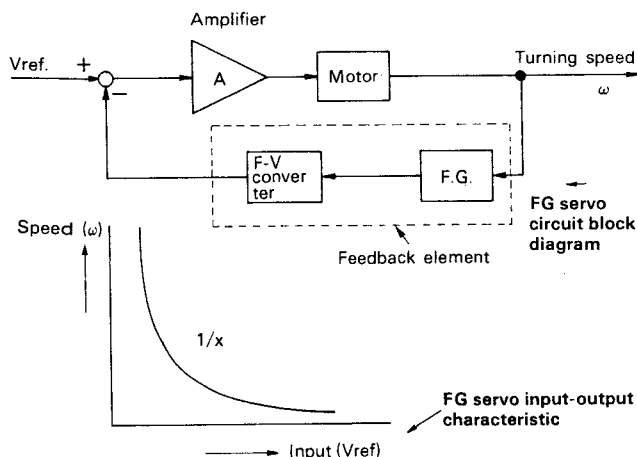 Amplifier
Vref.
+
−
A
Motor
Turning speed
ω
F-V
conver
ter
F.G.
FG servo
circuit block
diagram
Feedback element
Speed (ω)
1/x
FG servo input-output
characteristic
Input (Vref)